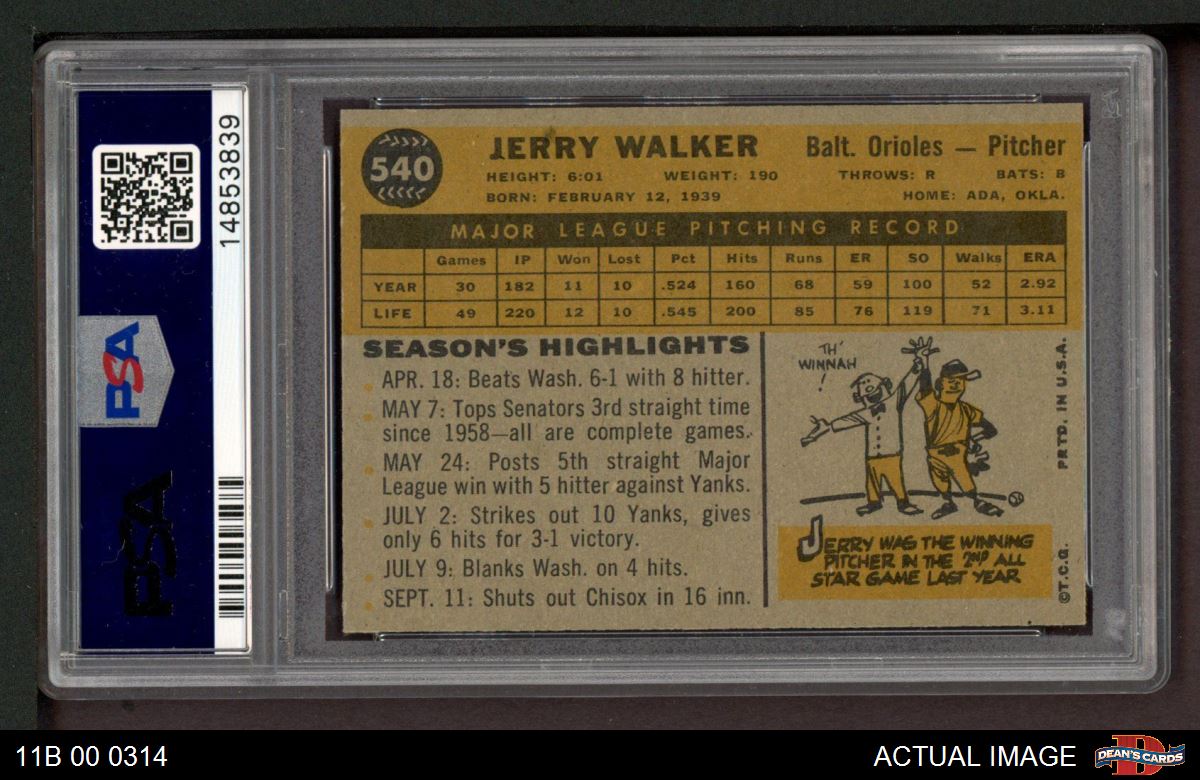 14853839
PSA
PSA
540
JERRY WALKER
Balt. Orioles — Pitcher
HEIGHT: 6:01 WEIGHT: 190 THROWS: R BATS: B
BORN: FEBRUARY 12, 1939 HOME: ADA, OKLA.
MAJOR LEAGUE PITCHING RECORD
Games IP Won Lost Pct Hits Runs ER SO Walks ERA
YEAR 30 182 11 10 .524 160 68 59 100 52 2.92
LIFE 49 220 12 10 .545 200 85 76 119 71 3.11
SEASON'S HIGHLIGHTS
APR. 18: Beats Wash. 6-1 with 8 hitter.
MAY 7: Tops Senators 3rd straight time
since 1958—all are complete games.
MAY 24: Posts 5th straight Major
League win with 5 hitter against Yanks.
JULY 2: Strikes out 10 Yanks, gives
only 6 hits for 3-1 victory.
JULY 9: Blanks Wash. on 4 hits.
SEPT. 11: Shuts out Chisox in 16 inn.
TH'
WINNAH
!
JERRY WAS THE WINNING
PITCHER IN THE 2ND ALL
STAR GAME LAST YEAR
©T.C.G. PRTD. IN U.S.A.
11B 00 0314
ACTUAL IMAGE
DEAN'S CARDS